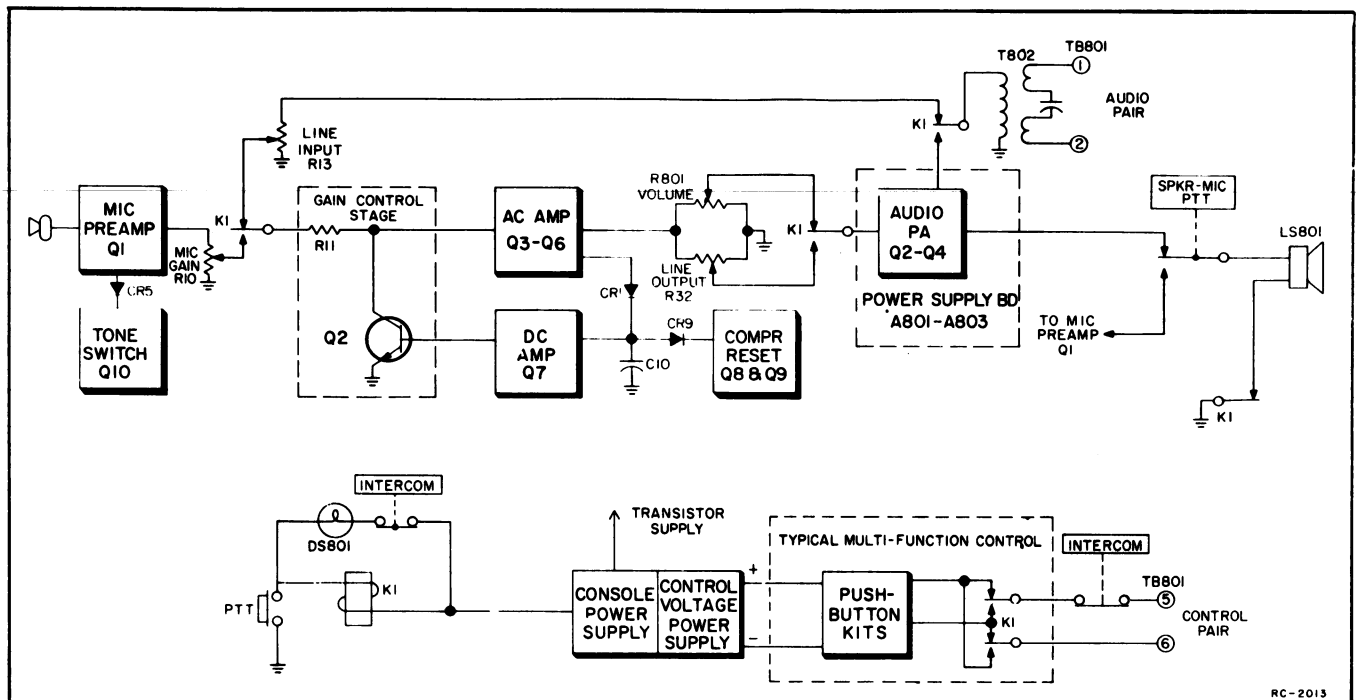 T802
TB801
1
2
AUDIO
PAIR
K1
LINE
INPUT
R13
MIC
PREAMP
Q1
K1
MIC
GAIN
R10
CR5
TONE
SWITCH
Q10
GAIN CONTROL
STAGE
R11
Q2
AC AMP
Q3-Q6
CR1
DC
AMP
Q7
C10
CR9
COMPR
RESET
Q8 & Q9
R801
VOLUME
LINE
OUTPUT
R32
K1
AUDIO
PA
Q2-Q4
POWER SUPPLY BD
A801-A803
SPKR-MIC
PTT
LS801
TO MIC
PREAMP
Q1
K1
INTERCOM
DS801
PTT
K1
TRANSISTOR
SUPPLY
CONSOLE
POWER
SUPPLY
CONTROL
VOLTAGE
POWER
SUPPLY
+
-
TYPICAL MULTI-FUNCTION CONTROL
PUSH-
BUTTON
KITS
K1
INTERCOM
TB801
5
6
CONTROL
PAIR
RC-2013